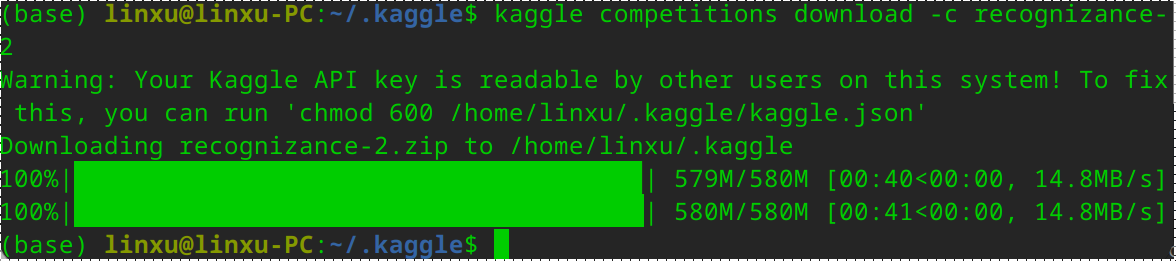 (base) linxu@linxu-PC:~/.kaggle$ kaggle competitions download -c recognizance-
2
Warning: Your Kaggle API key is readable by other users on this system! To fix
 this, you can run 'chmod 600 /home/linxu/.kaggle/kaggle.json'
Downloading recognizance-2.zip to /home/linxu/.kaggle
100%| | 579M/580M [00:40<00:00, 14.8MB/s]
100%| | 580M/580M [00:41<00:00, 14.8MB/s]
(base) linxu@linxu-PC:~/.kaggle$